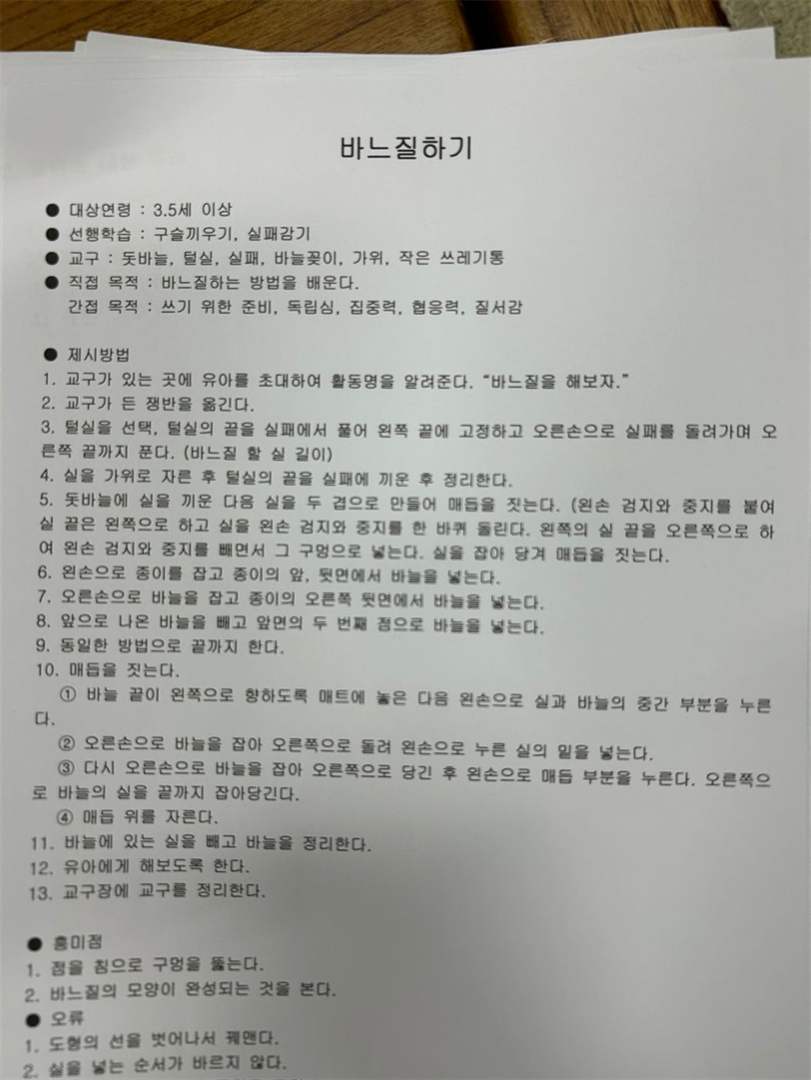 바느질하기
● 대상연령 : 3.5세 이상
● 선행학습 : 구슬끼우기, 실패감기
● 교구 : 돗바늘, 털실, 실패, 바늘꽂이, 가위, 작은 쓰레기통
● 직접 목적 : 바느질하는 방법을 배운다.
간접 목적 : 쓰기 위한 준비, 독립심, 집중력, 협응력, 질서감
● 제시방법
1. 교구가 있는 곳에 유아를 초대하여 활동명을 알려준다. “바느질을 해보자.”
2. 교구가 든 쟁반을 옮긴다.
3. 털실을 선택, 털실의 끝을 실패에서 풀어 왼쪽 끝에 고정하고 오른손으로 실패를 돌려가며 오
른쪽 끝까지 푼다. (바느질 할 실 길이)
4. 실을 가위로 자른 후 털실의 끝을 실패에 끼운 후 정리한다.
5. 돗바늘에 실을 끼운 다음 실을 두 겹으로 만들어 매듭을 짓는다. (왼손 검지와 중지를 붙여
실 끝은 왼쪽으로 하고 실을 왼손 검지와 중지를 한 바퀴 돌린다. 왼쪽의 실 끝을 오른쪽으로 하
여 왼손 검지와 중지를 빼면서 그 구멍으로 넣는다. 실을 잡아 당겨 매듭을 짓는다.
6. 왼손으로 종이를 잡고 종이의 앞, 뒷면에서 바늘을 넣는다.
7. 오른손으로 바늘을 잡고 종이의 오른쪽 뒷면에서 바늘을 넣는다.
8. 앞으로 나온 바늘을 빼고 앞면의 두 번째 점으로 바늘을 넣는다.
9. 동일한 방법으로 끝까지 한다.
10. 매듭을 짓는다.
① 바늘 끝이 왼쪽으로 향하도록 매트에 놓은 다음 왼손으로 실과 바늘의 중간 부분을 누른
다.
② 오른손으로 바늘을 잡아 오른쪽으로 돌려 왼손으로 누른 실의 밑을 넣는다.
③ 다시 오른손으로 바늘을 잡아 오른쪽으로 당긴 후 왼손으로 매듭 부분을 누른다. 오른쪽으
로 바늘의 실을 끝까지 잡아당긴다.
④ 매듭 위를 자른다.
11. 바늘에 있는 실을 빼고 바늘을 정리한다.
12. 유아에게 해보도록 한다.
13. 교구장에 교구를 정리한다.
● 흥미점
1. 점을 침으로 구멍을 뚫는다.
2. 바느질의 모양이 완성되는 것을 본다.
● 오류
1. 도형의 선을 벗어나서 꿰맨다.
2. 실을 넣는 순서가 바르지 않다.